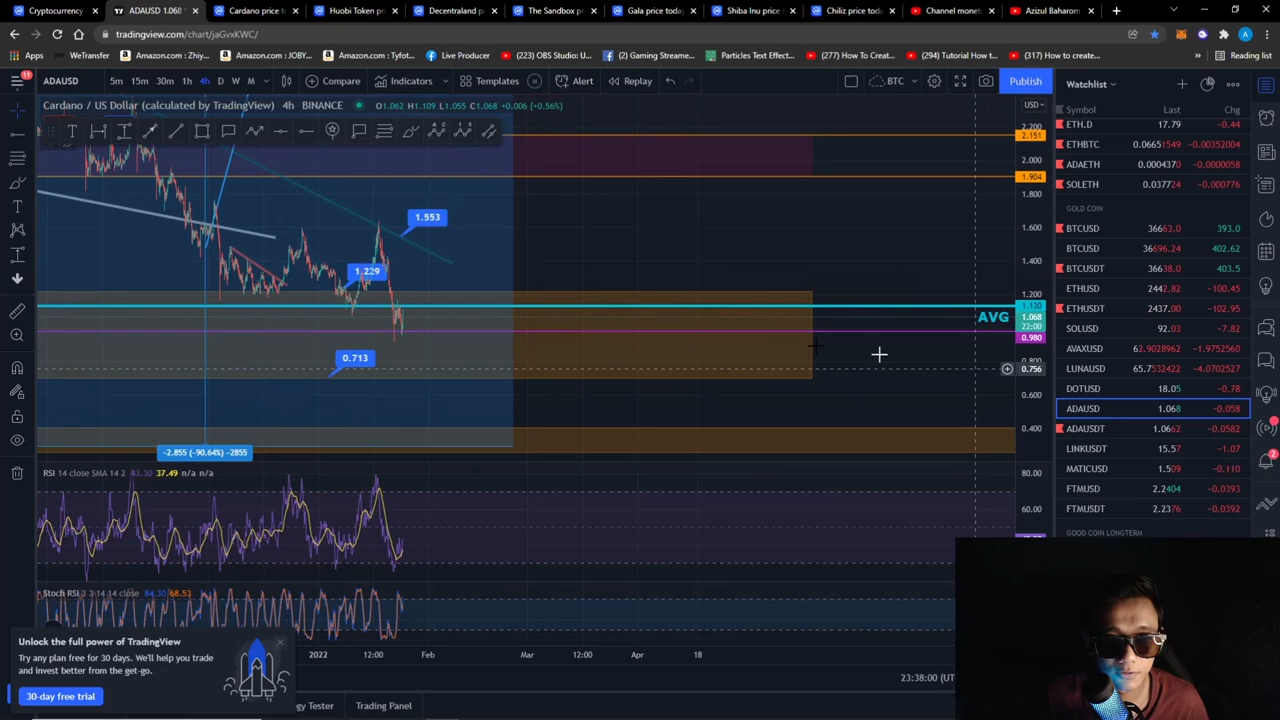 Cryptocurrency
ADAUSD 1.068
Cardano price to
Huobi Token pr
Decentraland p
The Sandbox pr
Gala price today
Shiba Inu price l
Chiliz price toda
Channel moneti
Azizul Baharom
tradingview.com/chart/jaGvxKWC/
Apps
WeTransfer
Amazon.com : Zhiy...
Amazon.com: JOBY...
Amazon.com : Tyfot...
Live Producer
(223) OBS Studio: U...
(2) Gaming Streame...
Particles Text Effect...
(177) How To Creat...
(294) Tutorial How t...
(317) How to create...
Reading list
11
ADAUSD
5m 15m 30m 1h 4h D W M
Compare
Indicators
Templates
Alert
Replay
BTC
Publish
Cardano / US Dollar (calculated by TradingView) 4h BINANCE O1.062 H1.109 L1.055 C1.068 +0.006 (+0.56%)
USD
2.200
2.151
2.000
1.904
1.800
1.600
1.400
1.200
1.130
AVG
1.068
22:00
0.980
0.800
0.756
0.600
0.400
1.553
1.229
0.713
-2.855 (-90.64%) -2855
RSI 14 close SMA 14 2 43.30 37.49 n/a n/a
80.00
60.00
Stoch RSI 3 3 14 14 close 84.30 68.53
2022
12:00
Feb
Mar
12:00
Apr
18
23:38:00 (UT
Unlock the full power of TradingView
Try any plan free for 30 days. We'll help you trade
and invest better from the get-go.
30-day free trial
gy Tester
Trading Panel
Watchlist
Symbol Last Chg
ETH.D 17.79 -0.44
ETHBTC 0.06651549 -0.00352004
ADAETH 0.0004370 -0.0000058
SOLETH 0.037724 -0.000776
GOLD COIN
BTCUSD 36663.0 393.0
BTCUSD 36696.24 402.62
BTCUSDT 36638.0 403.5
ETHUSD 2442.82 -100.45
ETHUSDT 2437.00 -102.95
SOLUSD 92.03 -7.82
AVAXUSD 62.9028962 -1.9752560
LUNAUSD 65.7532422 -4.0702527
DOTUSD 18.05 -0.78
ADAUSD 1.068 -0.058
ADAUSDT 1.0662 -0.0582
LINKUSDT 15.57 -1.07
MATICUSD 1.509 -0.110
FTMUSD 2.2404 -0.0393
FTMUSDT 2.2376 -0.0392
GOOD COIN LONGTERM
2